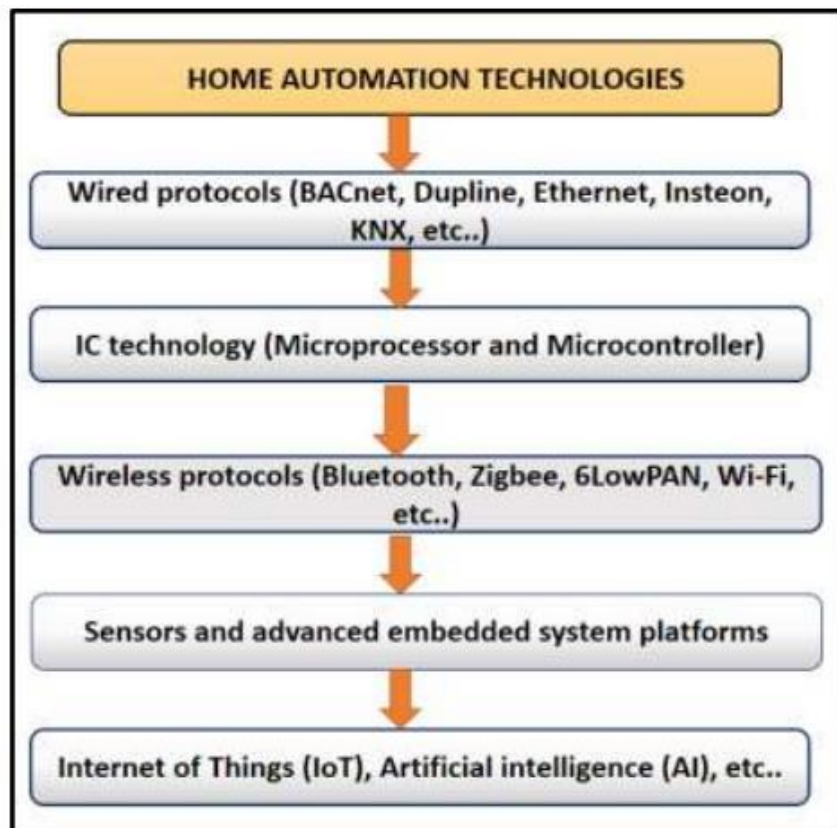 HOME AUTOMATION TECHNOLOGIES
Wired protocols (BACnet, Dupline, Ethernet, Insteon,
KNX, etc..)
IC technology (Microprocessor and Microcontroller)
Wireless protocols (Bluetooth, Zigbee, 6LowPAN, Wi-Fi,
etc..)
Sensors and advanced embedded system platforms
Internet of Things (IoT), Artificial intelligence (AI), etc..